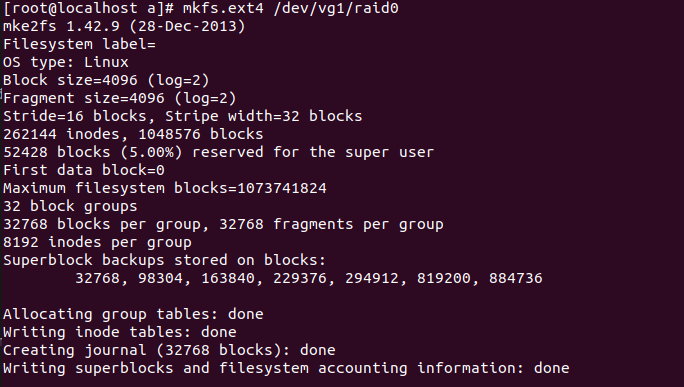 [root@localhost a]# mkfs.ext4 /dev/vg1/raid0
mke2fs 1.42.9 (28-Dec-2013)
Filesystem label=
OS type: Linux
Block size=4096 (log=2)
Fragment size=4096 (log=2)
Stride=16 blocks, Stripe width=32 blocks
262144 inodes, 1048576 blocks
52428 blocks (5.00%) reserved for the super user
First data block=0
Maximum filesystem blocks=1073741824
32 block groups
32768 blocks per group, 32768 fragments per group
8192 inodes per group
Superblock backups stored on blocks:
32768, 98304, 163840, 229376, 294912, 819200, 884736
Allocating group tables: done
Writing inode tables: done
Creating journal (32768 blocks): done
Writing superblocks and filesystem accounting information: done